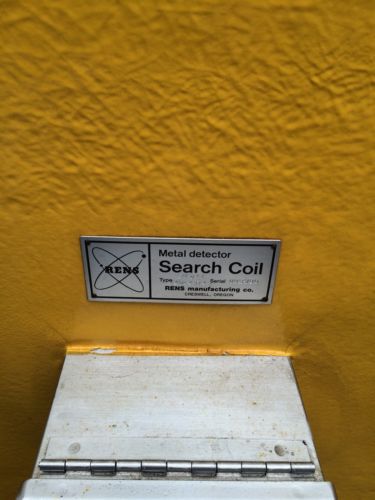 RENS
Metal detector
Search Coil
Type Serial
RENS manufacturing co.
CRESWELL, OREGON